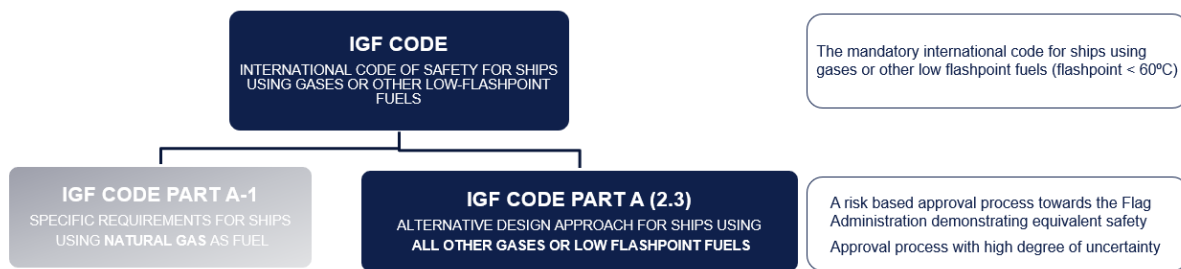 IGF CODE
INTERNATIONAL CODE OF SAFETY FOR SHIPS
USING GASES OR OTHER LOW-FLASHPOINT
FUELS
The mandatory international code for ships using
gases or other low flashpoint fuels (flashpoint < 60ºC)
IGF CODE PART A-1
SPECIFIC REQUIREMENTS FOR SHIPS
USING NATURAL GAS AS FUEL
IGF CODE PART A (2.3)
ALTERNATIVE DESIGN APPROACH FOR SHIPS USING
ALL OTHER GASES OR LOW FLASHPOINT FUELS
A risk based approval process towards the Flag
Administration demonstrating equivalent safety
Approval process with high degree of uncertainty